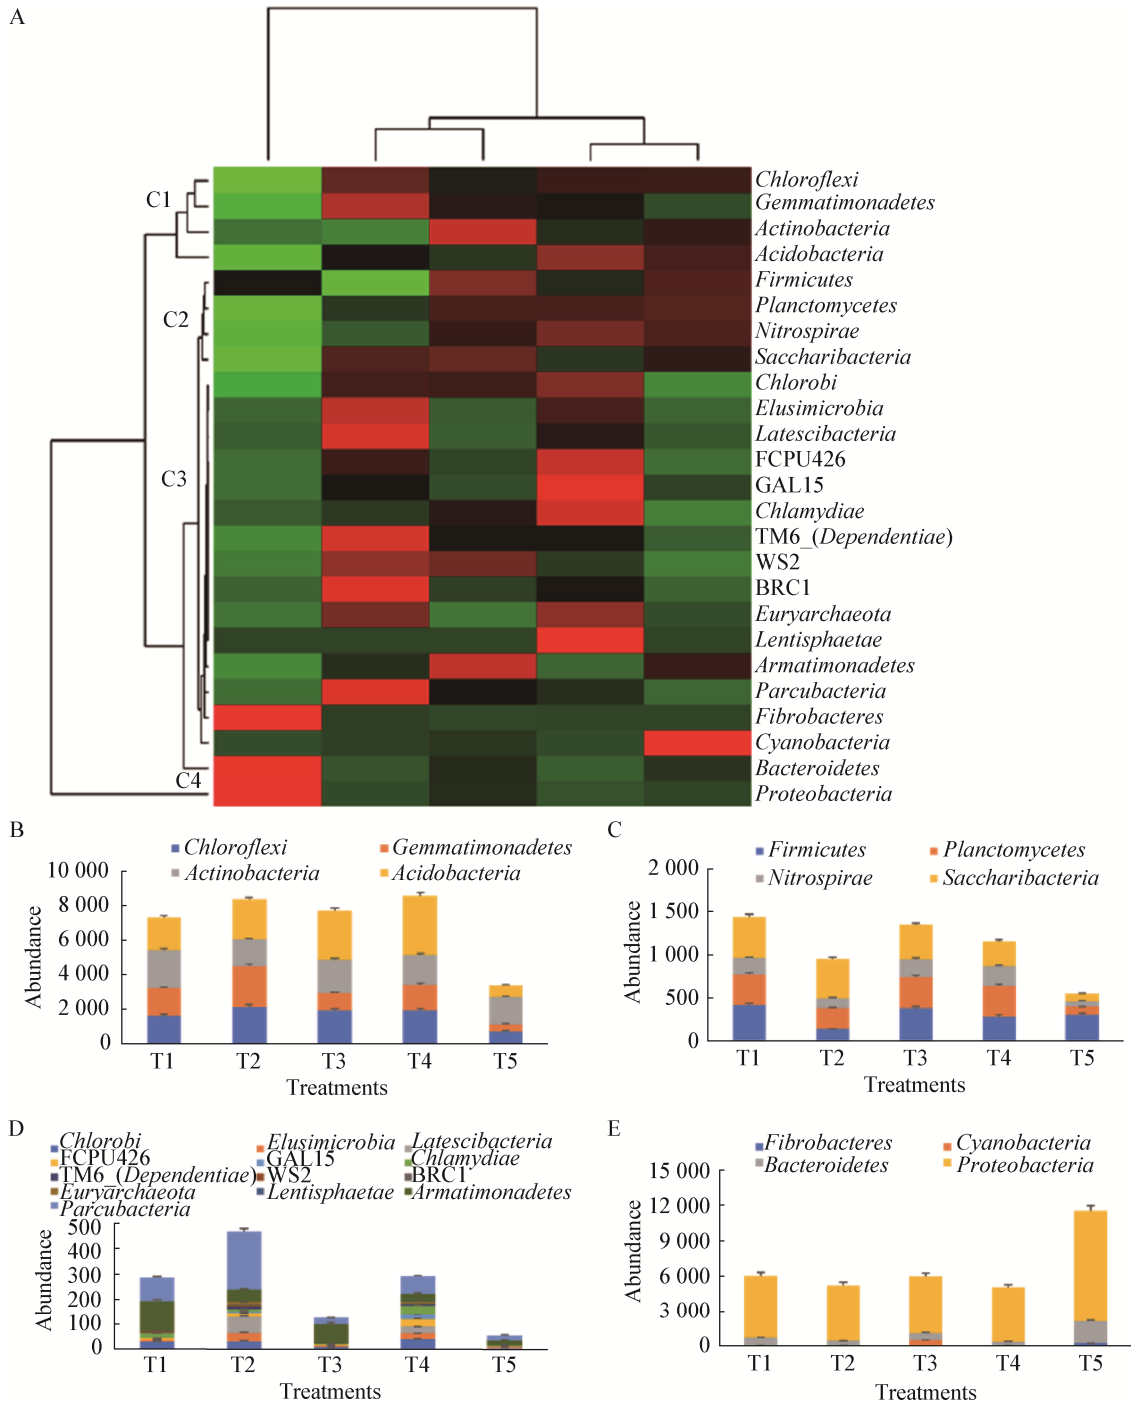 A
C1
C2
C3
C4
Chloroflexi
Gemmatimonadetes
Actinobacteria
Acidobacteria
Firmicutes
Planctomycetes
Nitrospirae
Saccharibacteria
Chlorobi
Elusimicrobia
Latescibacteria
FCPU426
GAL15
Chlamydiae
TM6_(Dependentiae)
WS2
BRC1
Euryarchaeota
Lentisphaetae
Armatimonadetes
Parcubacteria
Fibrobacteres
Cyanobacteria
Bacteroidetes
Proteobacteria
B
Chloroflexi Gemmatimonadetes
Actinobacteria Acidobacteria
Abundance
10 000
8 000
6 000
4 000
2 000
0
T1 T2 T3 T4 T5
Treatments
C
Firmicutes Planctomycetes
Nitrospirae Saccharibacteria
Abundance
2 000
1 500
1 000
500
0
T1 T2 T3 T4 T5
Treatments
D
Chlorobi Elusimicrobia Latescibacteria
FCPU426 GAL15 Chlamydiae
TM6_(Dependentiae) WS2 BRC1
Euryarchaeota Lentisphaetae Armatimonadetes
Parcubacteria
Abundance
500
400
300
200
100
0
T1 T2 T3 T4 T5
Treatments
E
Fibrobacteres Cyanobacteria
Bacteroidetes Proteobacteria
Abundance
15 000
12 000
9 000
6 000
3 000
0
T1 T2 T3 T4 T5
Treatments